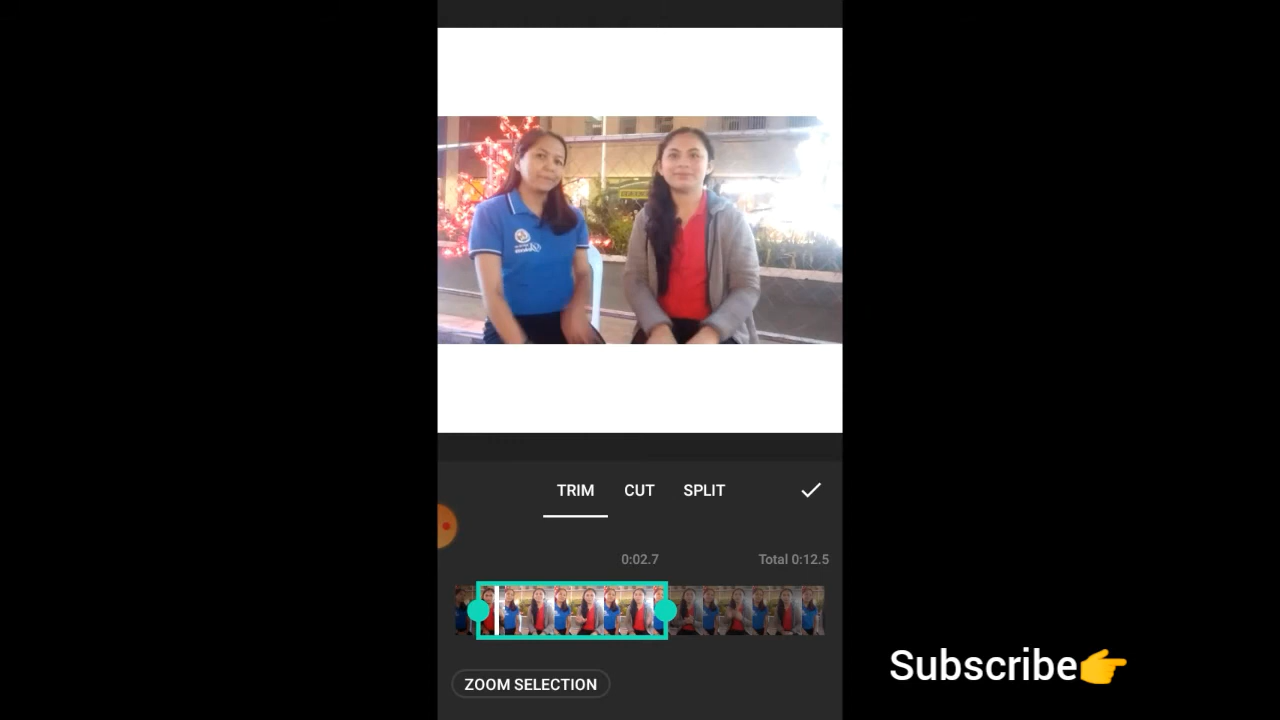 TRIM CUT SPLIT
0:02.7 Total 0:12.5
ZOOM SELECTION
Subscribe👉